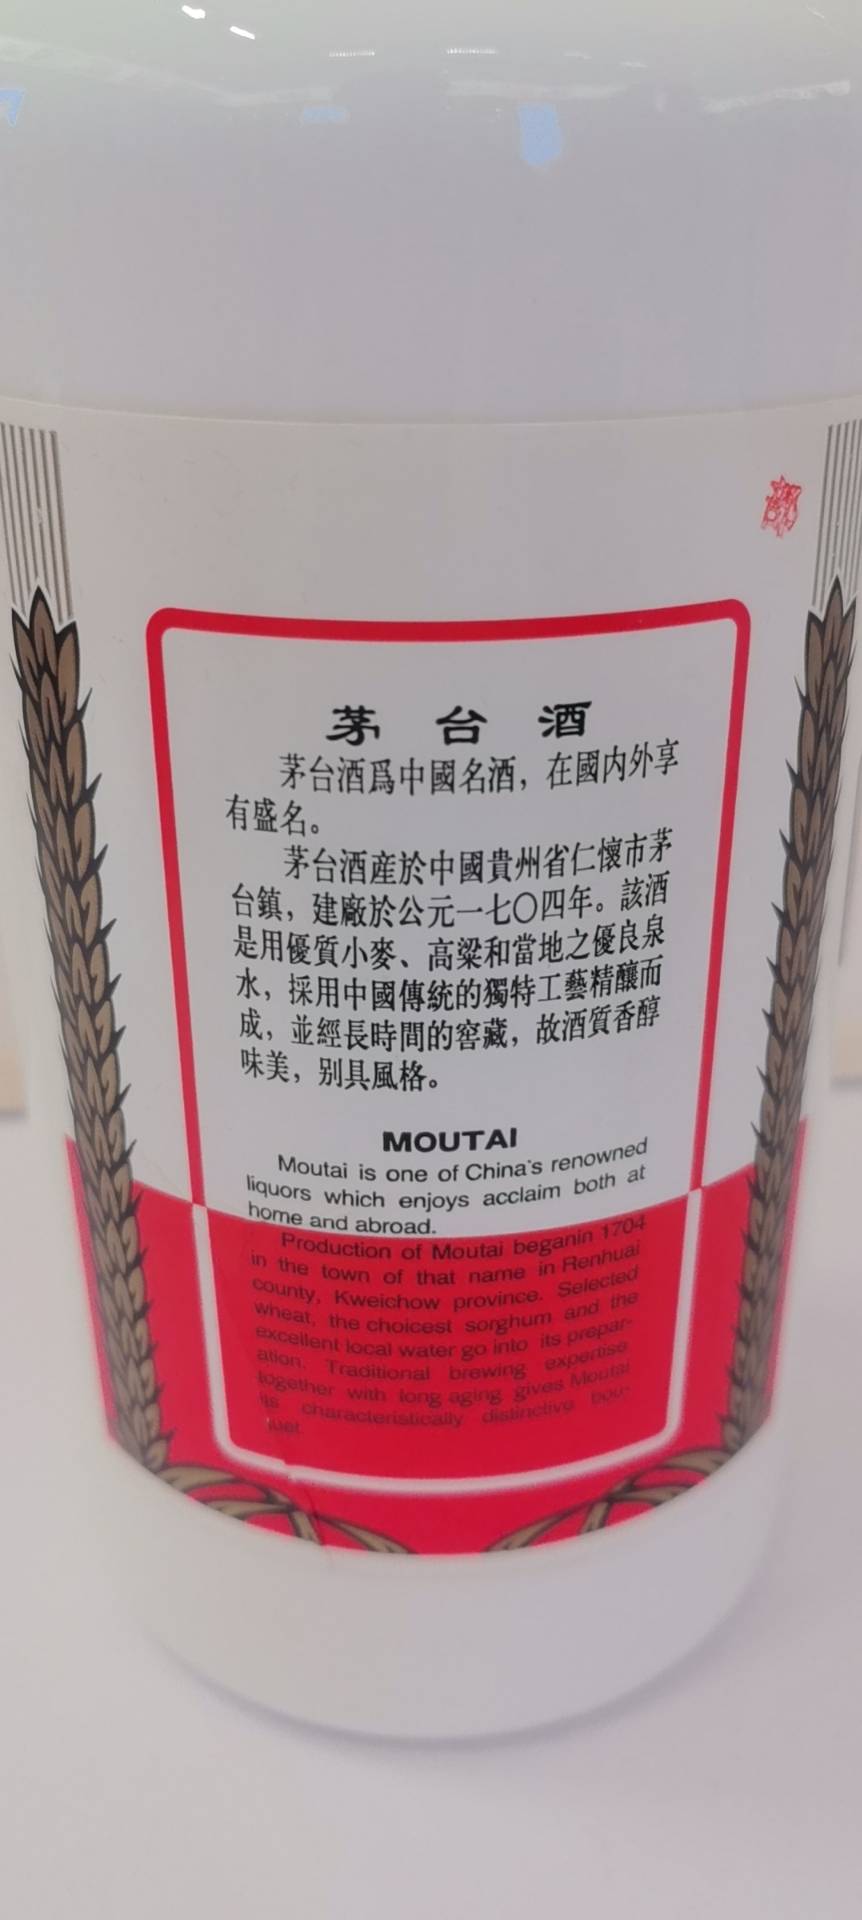 茅台酒
茅台酒爲中國名酒，在國内外享
有盛名。
茅台酒産於中國貴州省仁懷市茅
台鎮，建廠於公元一七〇四年。該酒
是用優質小麥、高粱和當地之優良泉
水，採用中國傳統的獨特工藝精釀而
成，並經長時間的窖藏，故酒質香醇
味美，别具風格。
MOUTAI
Moutai is one of China's renowned
liquors which enjoys acclaim both at
home and abroad.
Production of Moutai beganin 1704
in the town of that name in Renhuai
county, Kweichow province. Selected
wheat, the choicest sorghum and the
excellent local water go into its prepar-
ation. Traditional brewing expertise
together with long aging gives Moutai
its characteristically distinctive bou-
quet.